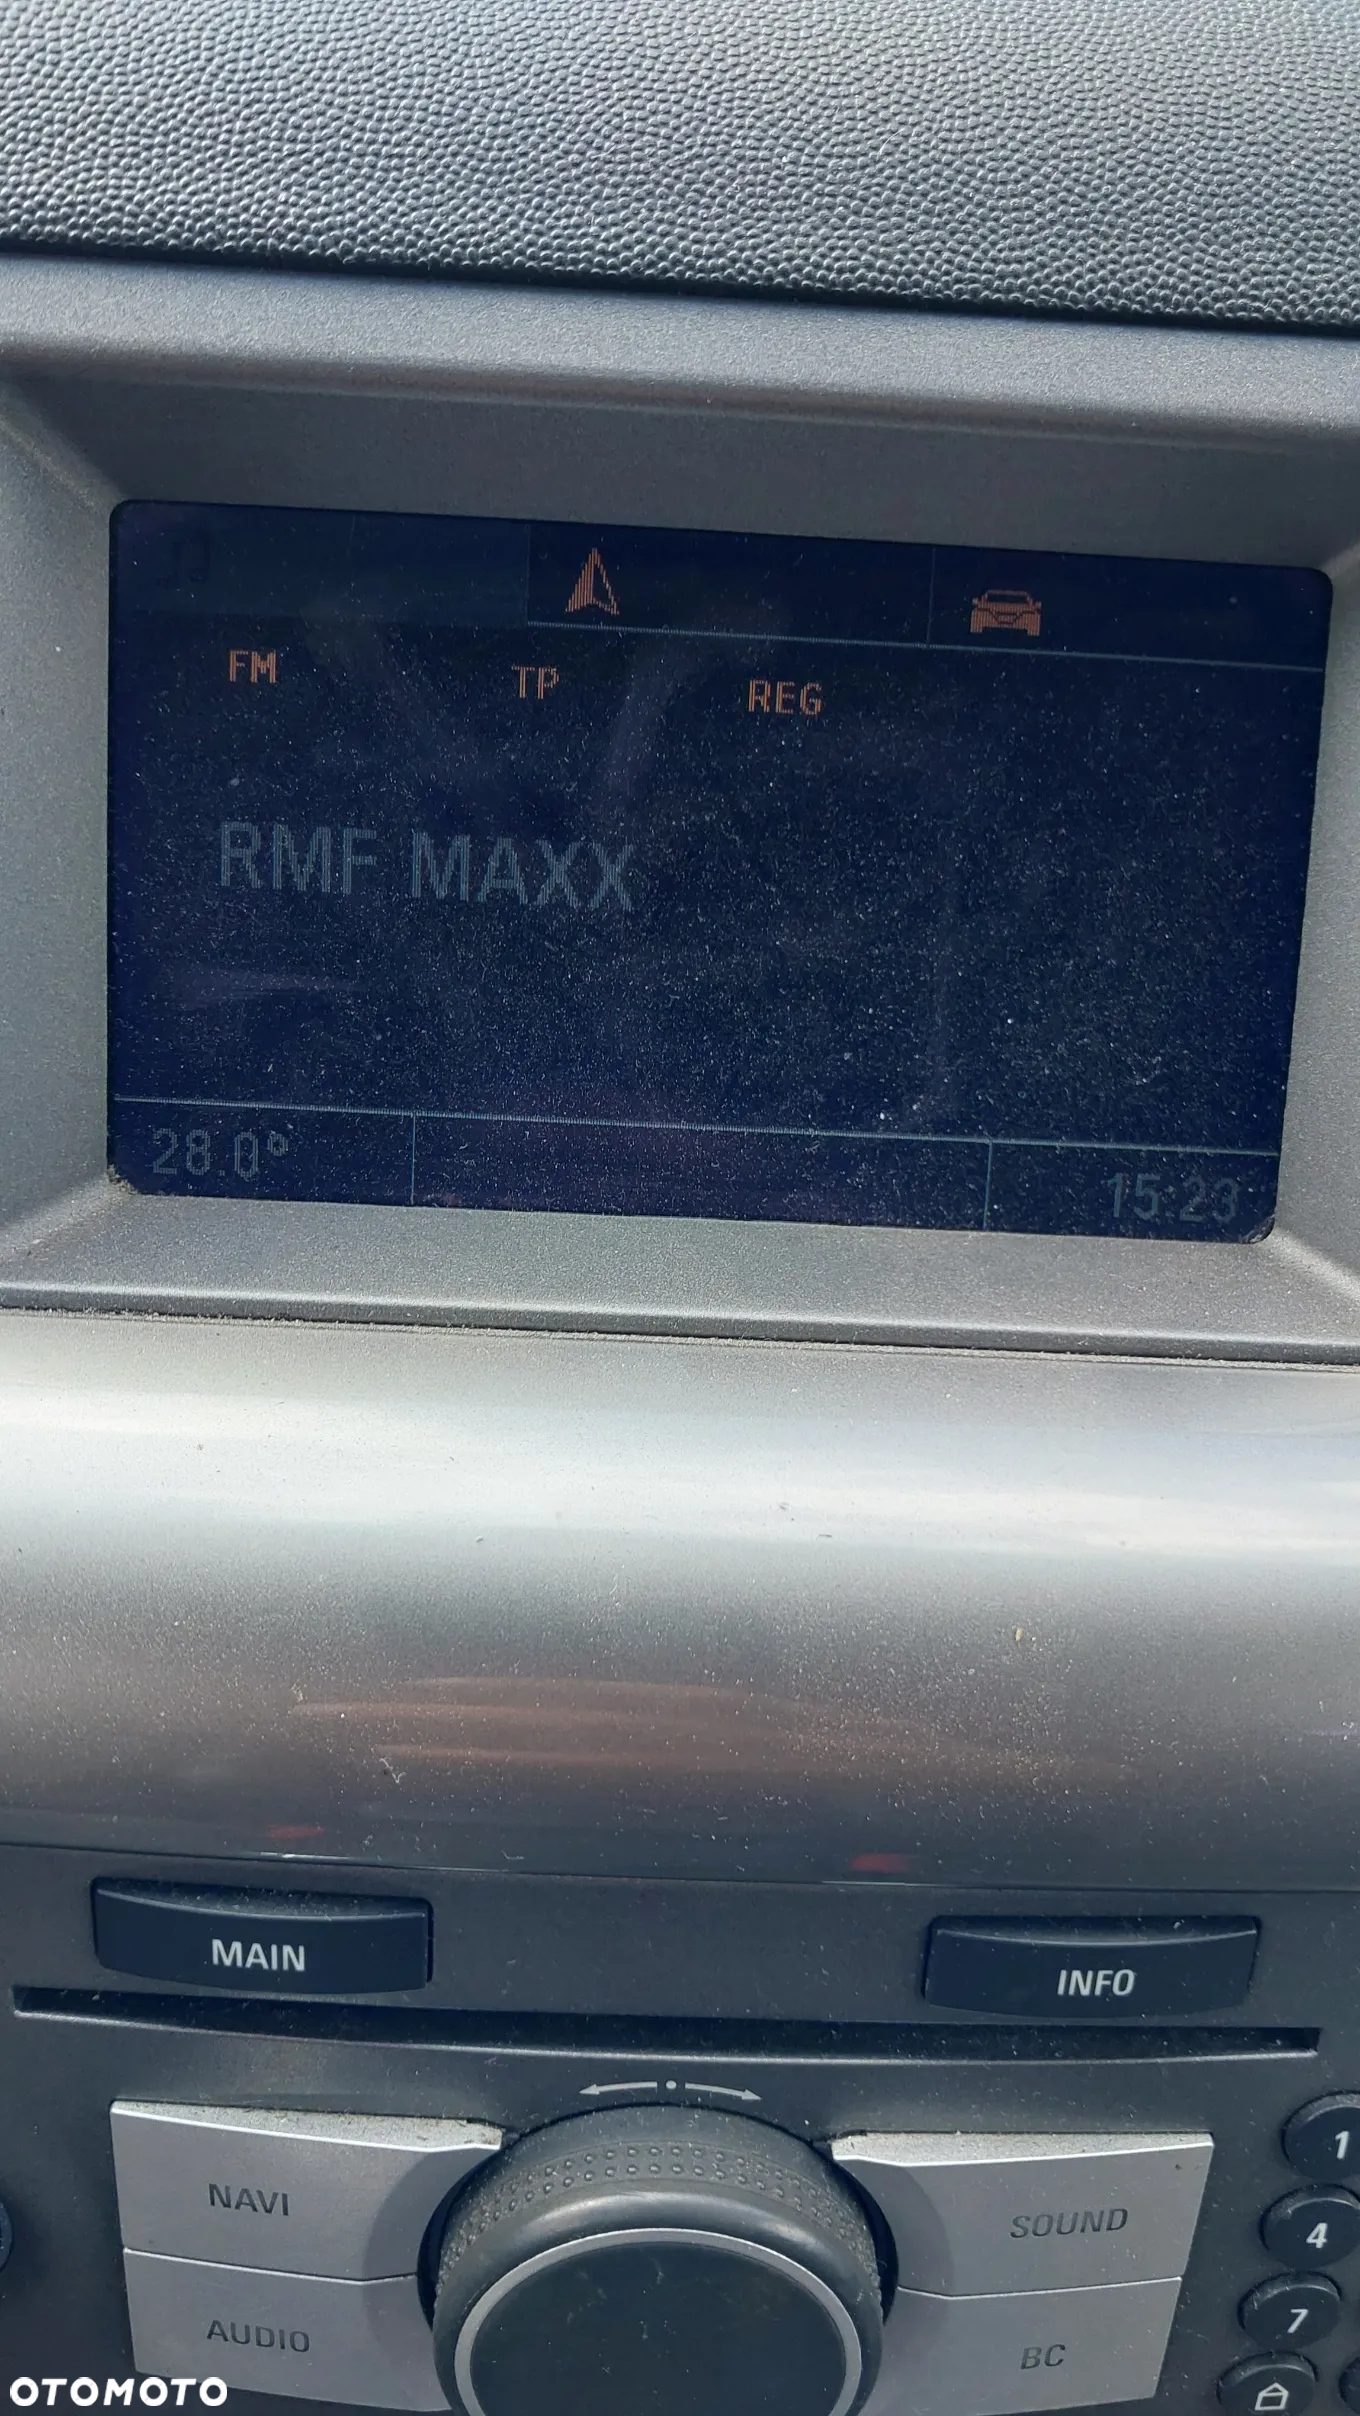 FM TP REG
RMF MAXX
28.0° 15:23
MAIN INFO
NAVI SOUND 1
4
AUDIO BC 7
OTOMOTO